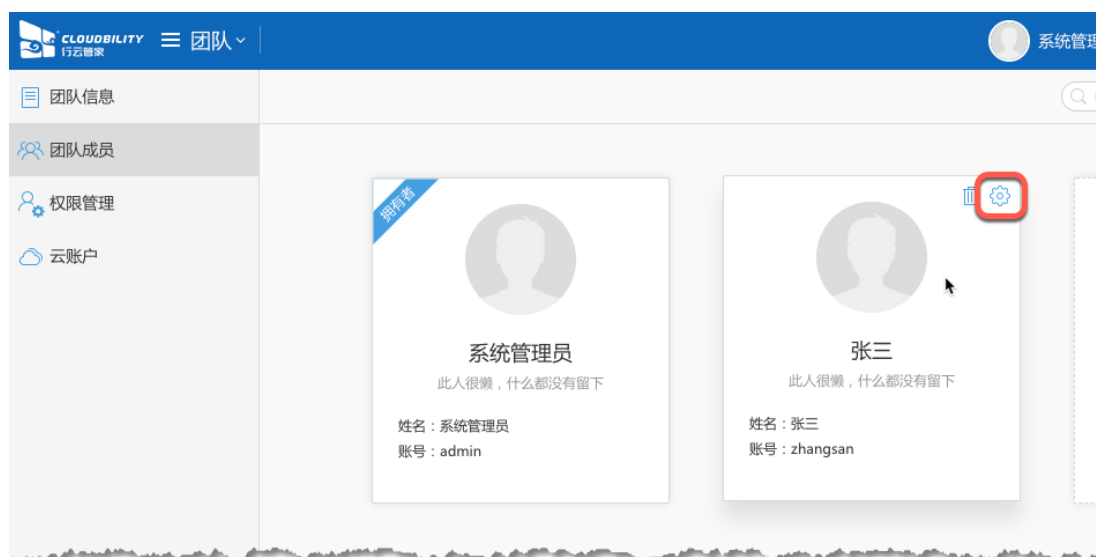 CLOUDBILITY
行云管家
团队
系统管理
团队信息
团队成员
权限管理
云账户
拥有者
系统管理员
此人很懒，什么都没有留下
姓名：系统管理员
账号：admin
张三
此人很懒，什么都没有留下
姓名：张三
账号：zhangsan